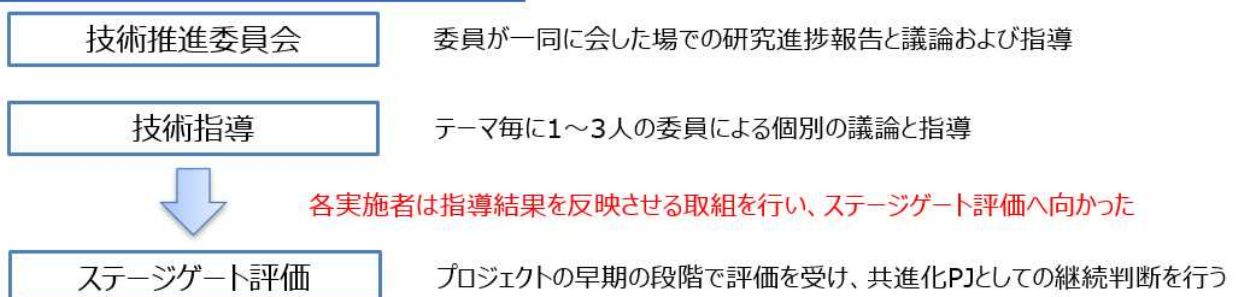 技術推進委員会
委員が一同に会した場での研究進捗報告と議論および指導
技術指導
テーマ毎に1～3人の委員による個別の議論と指導
各実施者は指導結果を反映させる取組を行い、ステージゲート評価へ向かった
ステージゲート評価
プロジェクトの早期の段階で評価を受け、共進化PJとしての継続判断を行う